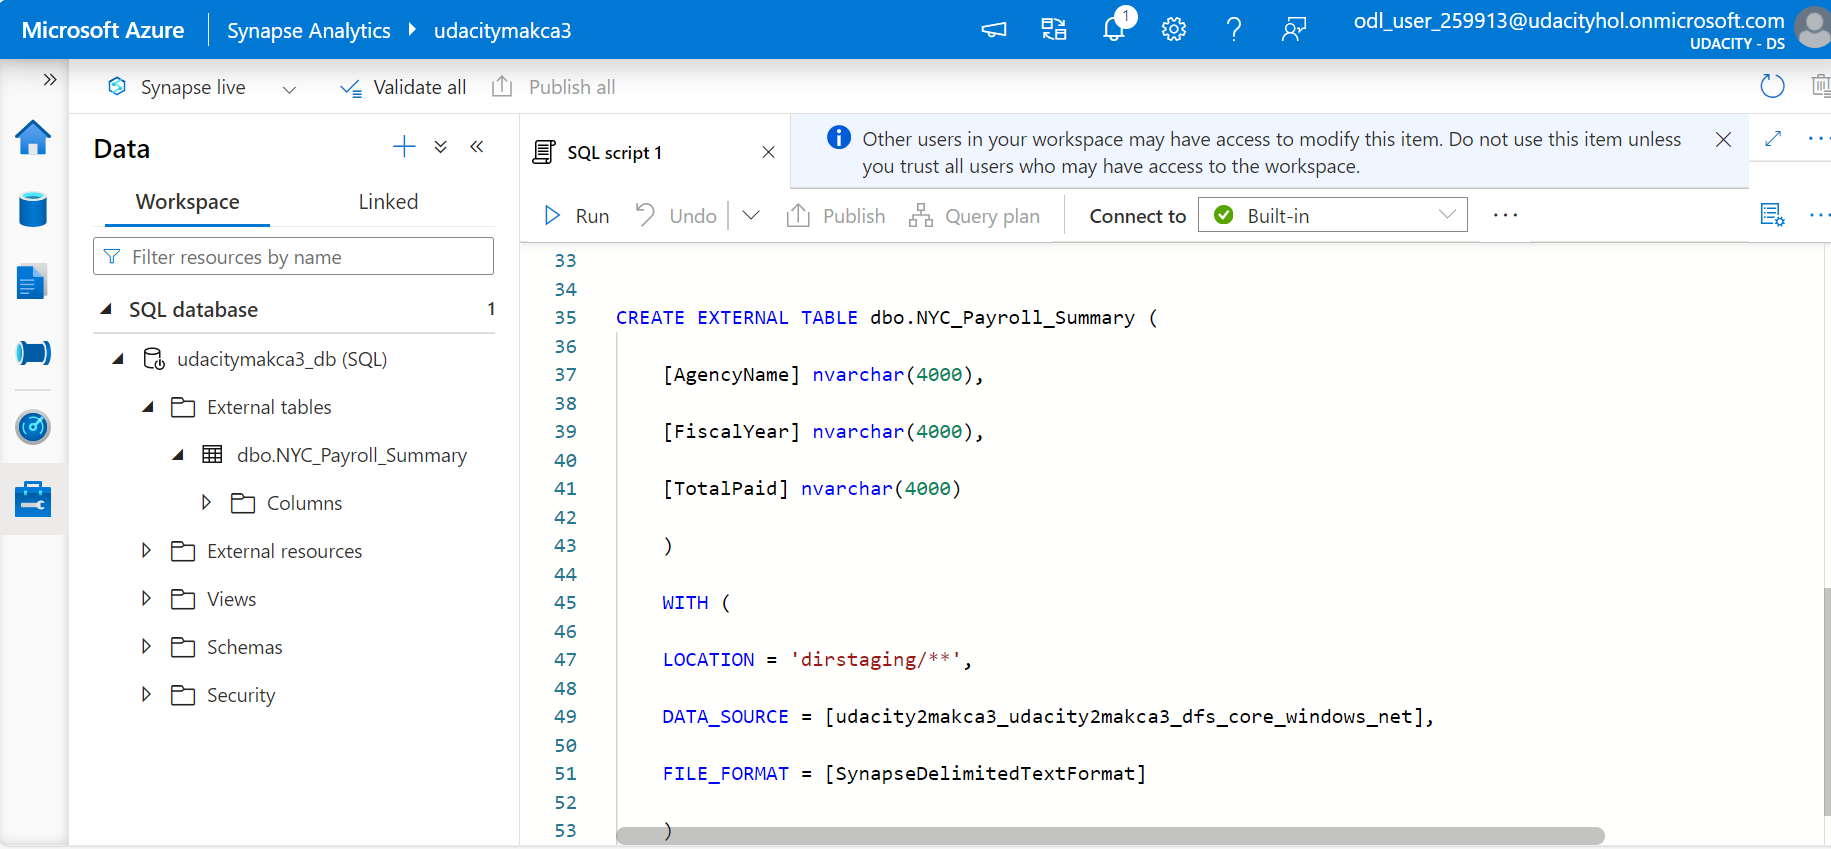 Microsoft Azure
Synapse Analytics
udacitymakca3
1
odl_user_259913@udacityhol.onmicrosoft.com
UDACITY - DS
Synapse live
Validate all
Publish all
Data
Workspace
Linked
Filter resources by name
SQL database
1
udacitymakca3_db (SQL)
External tables
dbo.NYC_Payroll_Summary
Columns
External resources
Views
Schemas
Security
SQL script 1
Other users in your workspace may have access to modify this item. Do not use this item unless
you trust all users who may have access to the workspace.
Run
Undo
Publish
Query plan
Connect to
Built-in
33
34
35 CREATE EXTERNAL TABLE dbo.NYC_Payroll_Summary (
36
37 [AgencyName] nvarchar(4000),
38
39 [FiscalYear] nvarchar(4000),
40
41 [TotalPaid] nvarchar(4000)
42
43 )
44
45 WITH (
46
47 LOCATION = 'dirstaging/**',
48
49 DATA_SOURCE = [udacity2makca3_udacity2makca3_dfs_core_windows_net],
50
51 FILE_FORMAT = [SynapseDelimitedTextFormat]
52
53 )